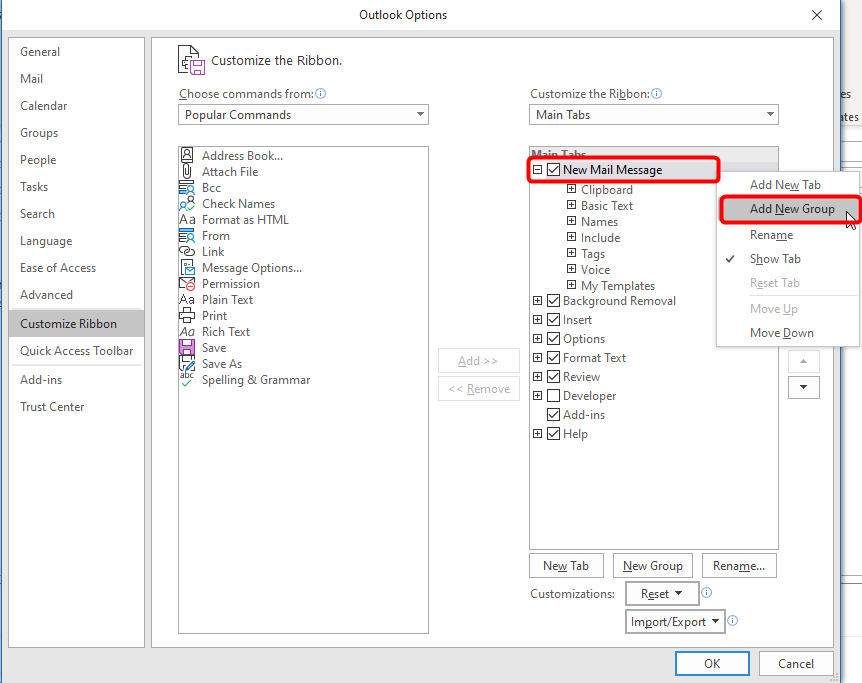 Outlook Options
General
Mail
Calendar
Groups
People
Tasks
Search
Language
Ease of Access
Advanced
Customize Ribbon
Quick Access Toolbar
Add-ins
Trust Center
Customize the Ribbon.
Choose commands from:
Popular Commands
Address Book...
Attach File
Bcc
Check Names
Format as HTML
From
Link
Message Options...
Permission
Plain Text
Print
Rich Text
Save
Save As
Spelling & Grammar
Add >>
<< Remove
Customize the Ribbon:
Main Tabs
Main Tabs
New Mail Message
Clipboard
Basic Text
Names
Include
Tags
Voice
My Templates
Background Removal
Insert
Options
Format Text
Review
Developer
Add-ins
Help
Add New Tab
Add New Group
Rename
Show Tab
Reset Tab
Move Up
Move Down
New Tab
New Group
Rename...
Customizations:
Reset
Import/Export
OK
Cancel